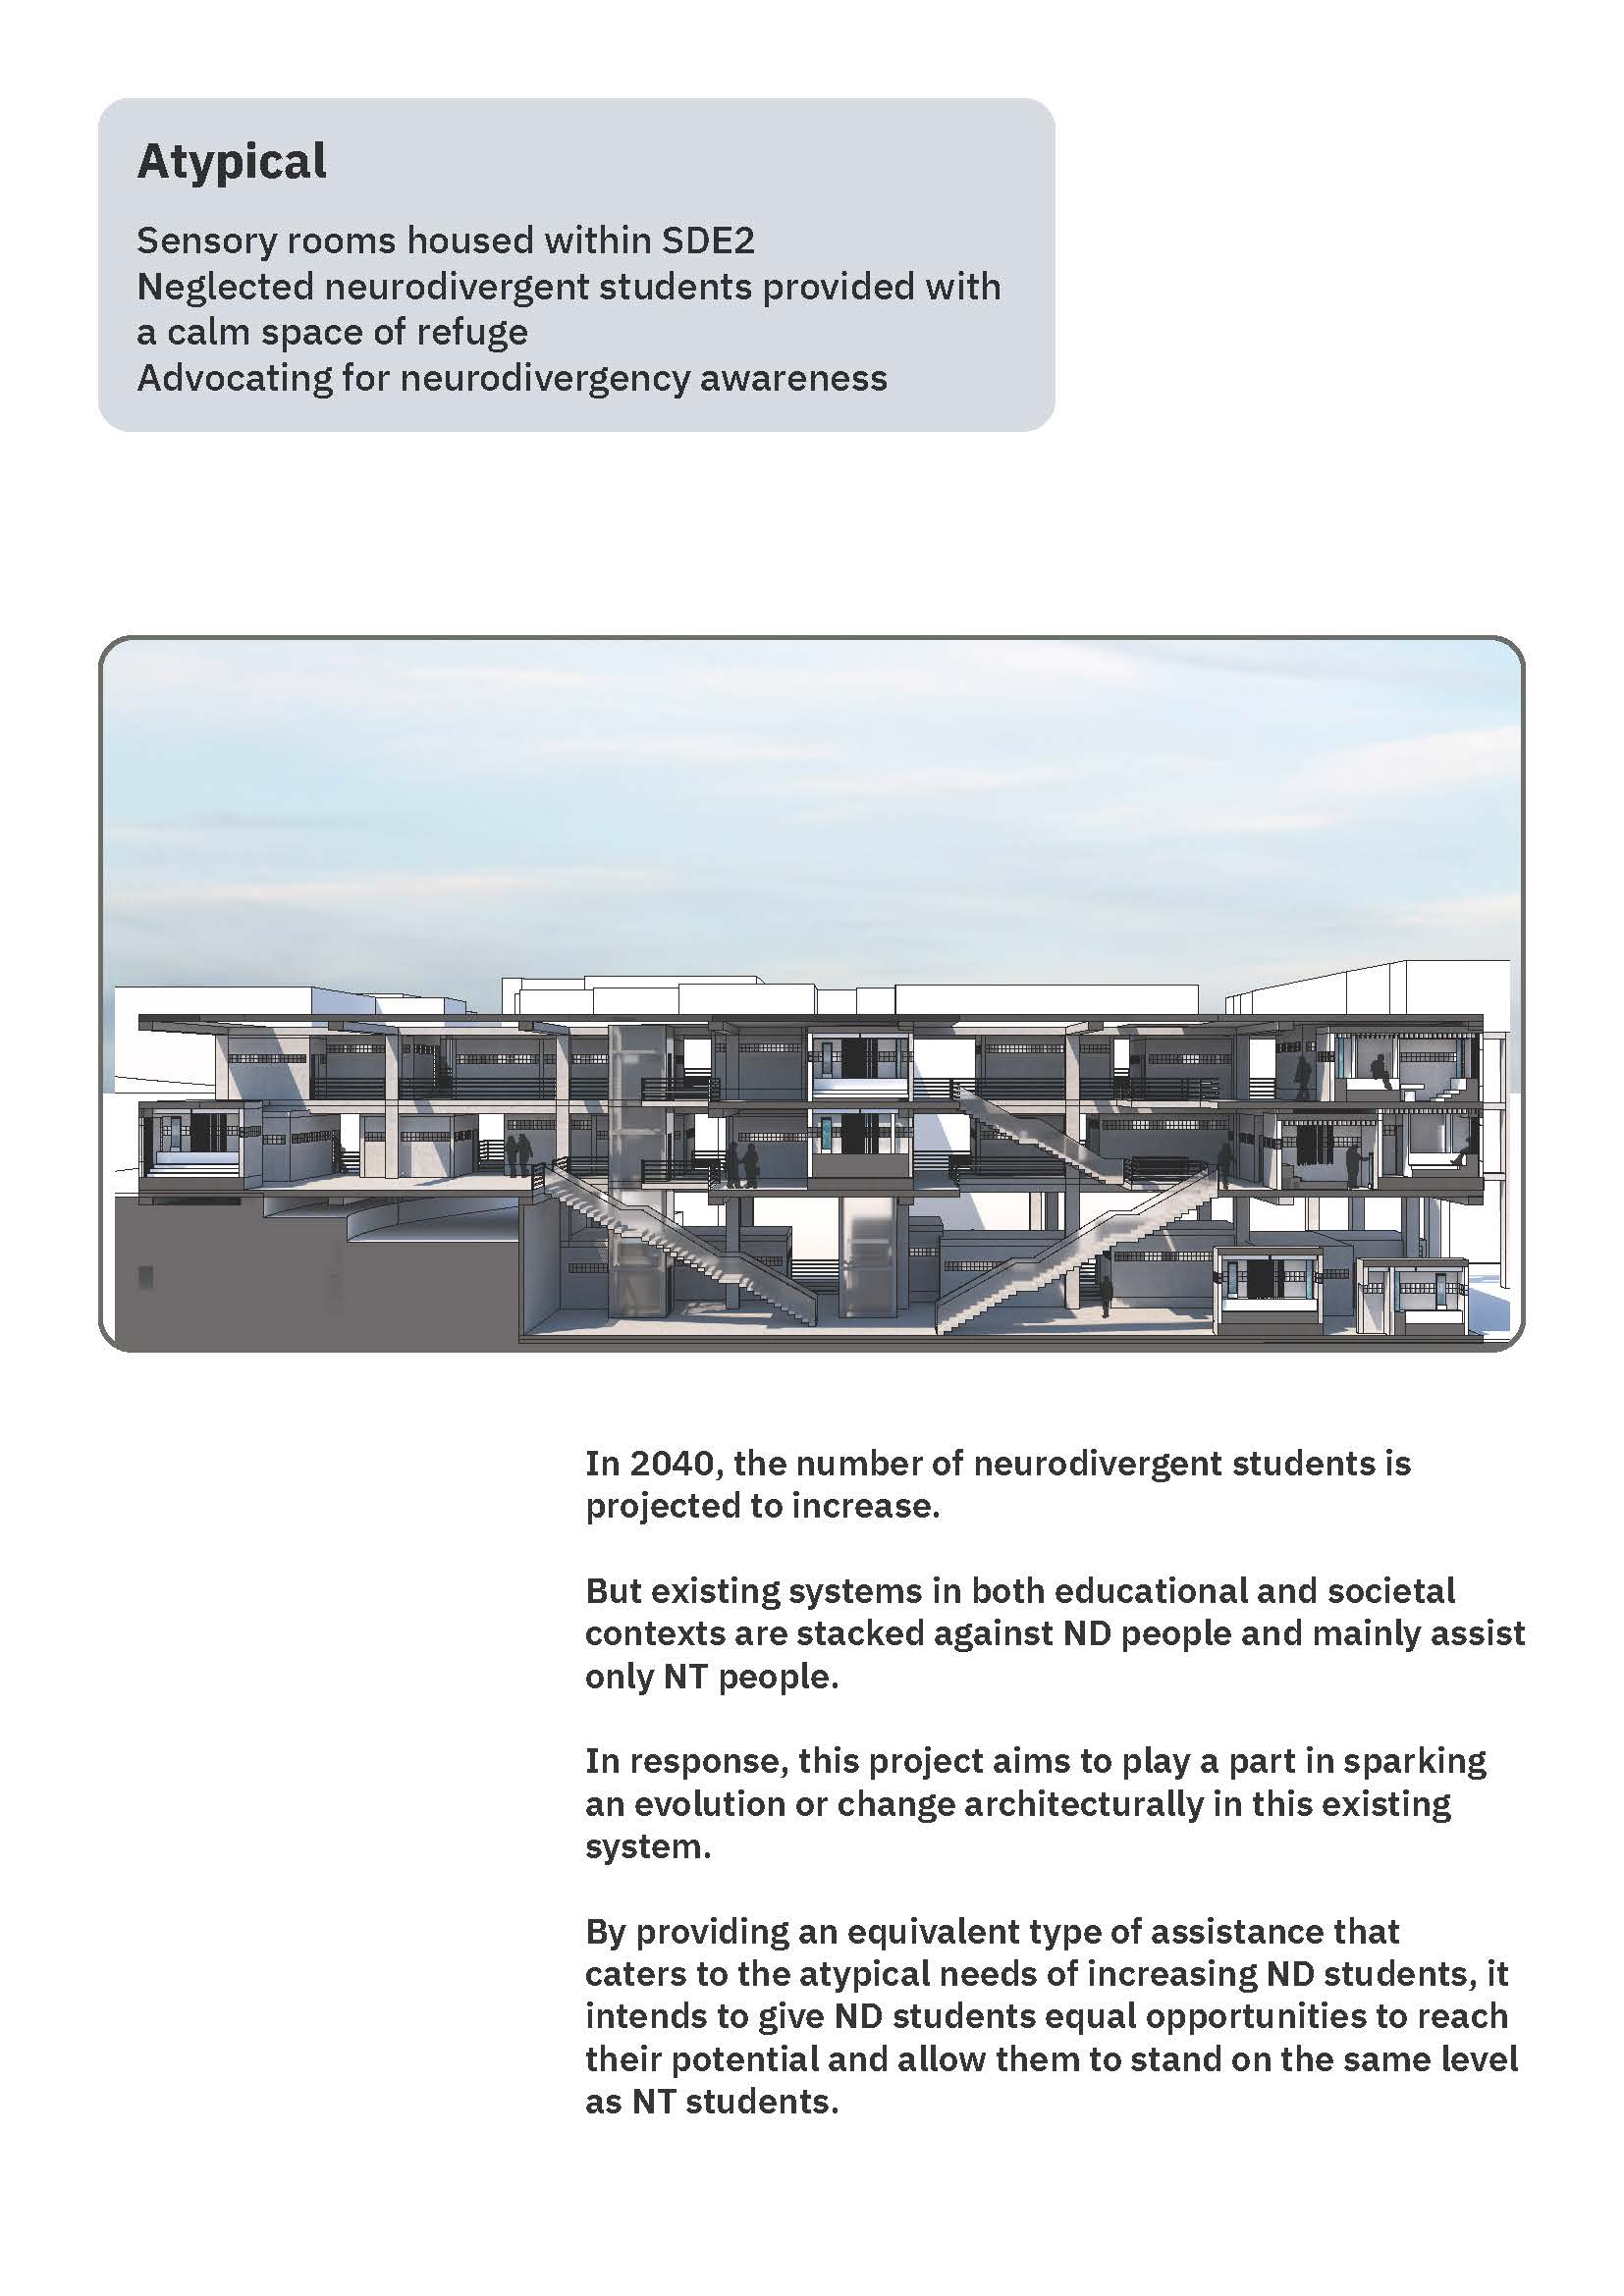 Atypical
Sensory rooms housed within SDE2
Neglected neurodivergent students provided with
a calm space of refuge
Advocating for neurodivergency awareness
In 2040, the number of neurodivergent students is
projected to increase.
But existing systems in both educational and societal
contexts are stacked against ND people and mainly assist
only NT people.
In response, this project aims to play a part in sparking
an evolution or change architecturally in this existing
system.
By providing an equivalent type of assistance that
caters to the atypical needs of increasing ND students, it
intends to give ND students equal opportunities to reach
their potential and allow them to stand on the same level
as NT students.